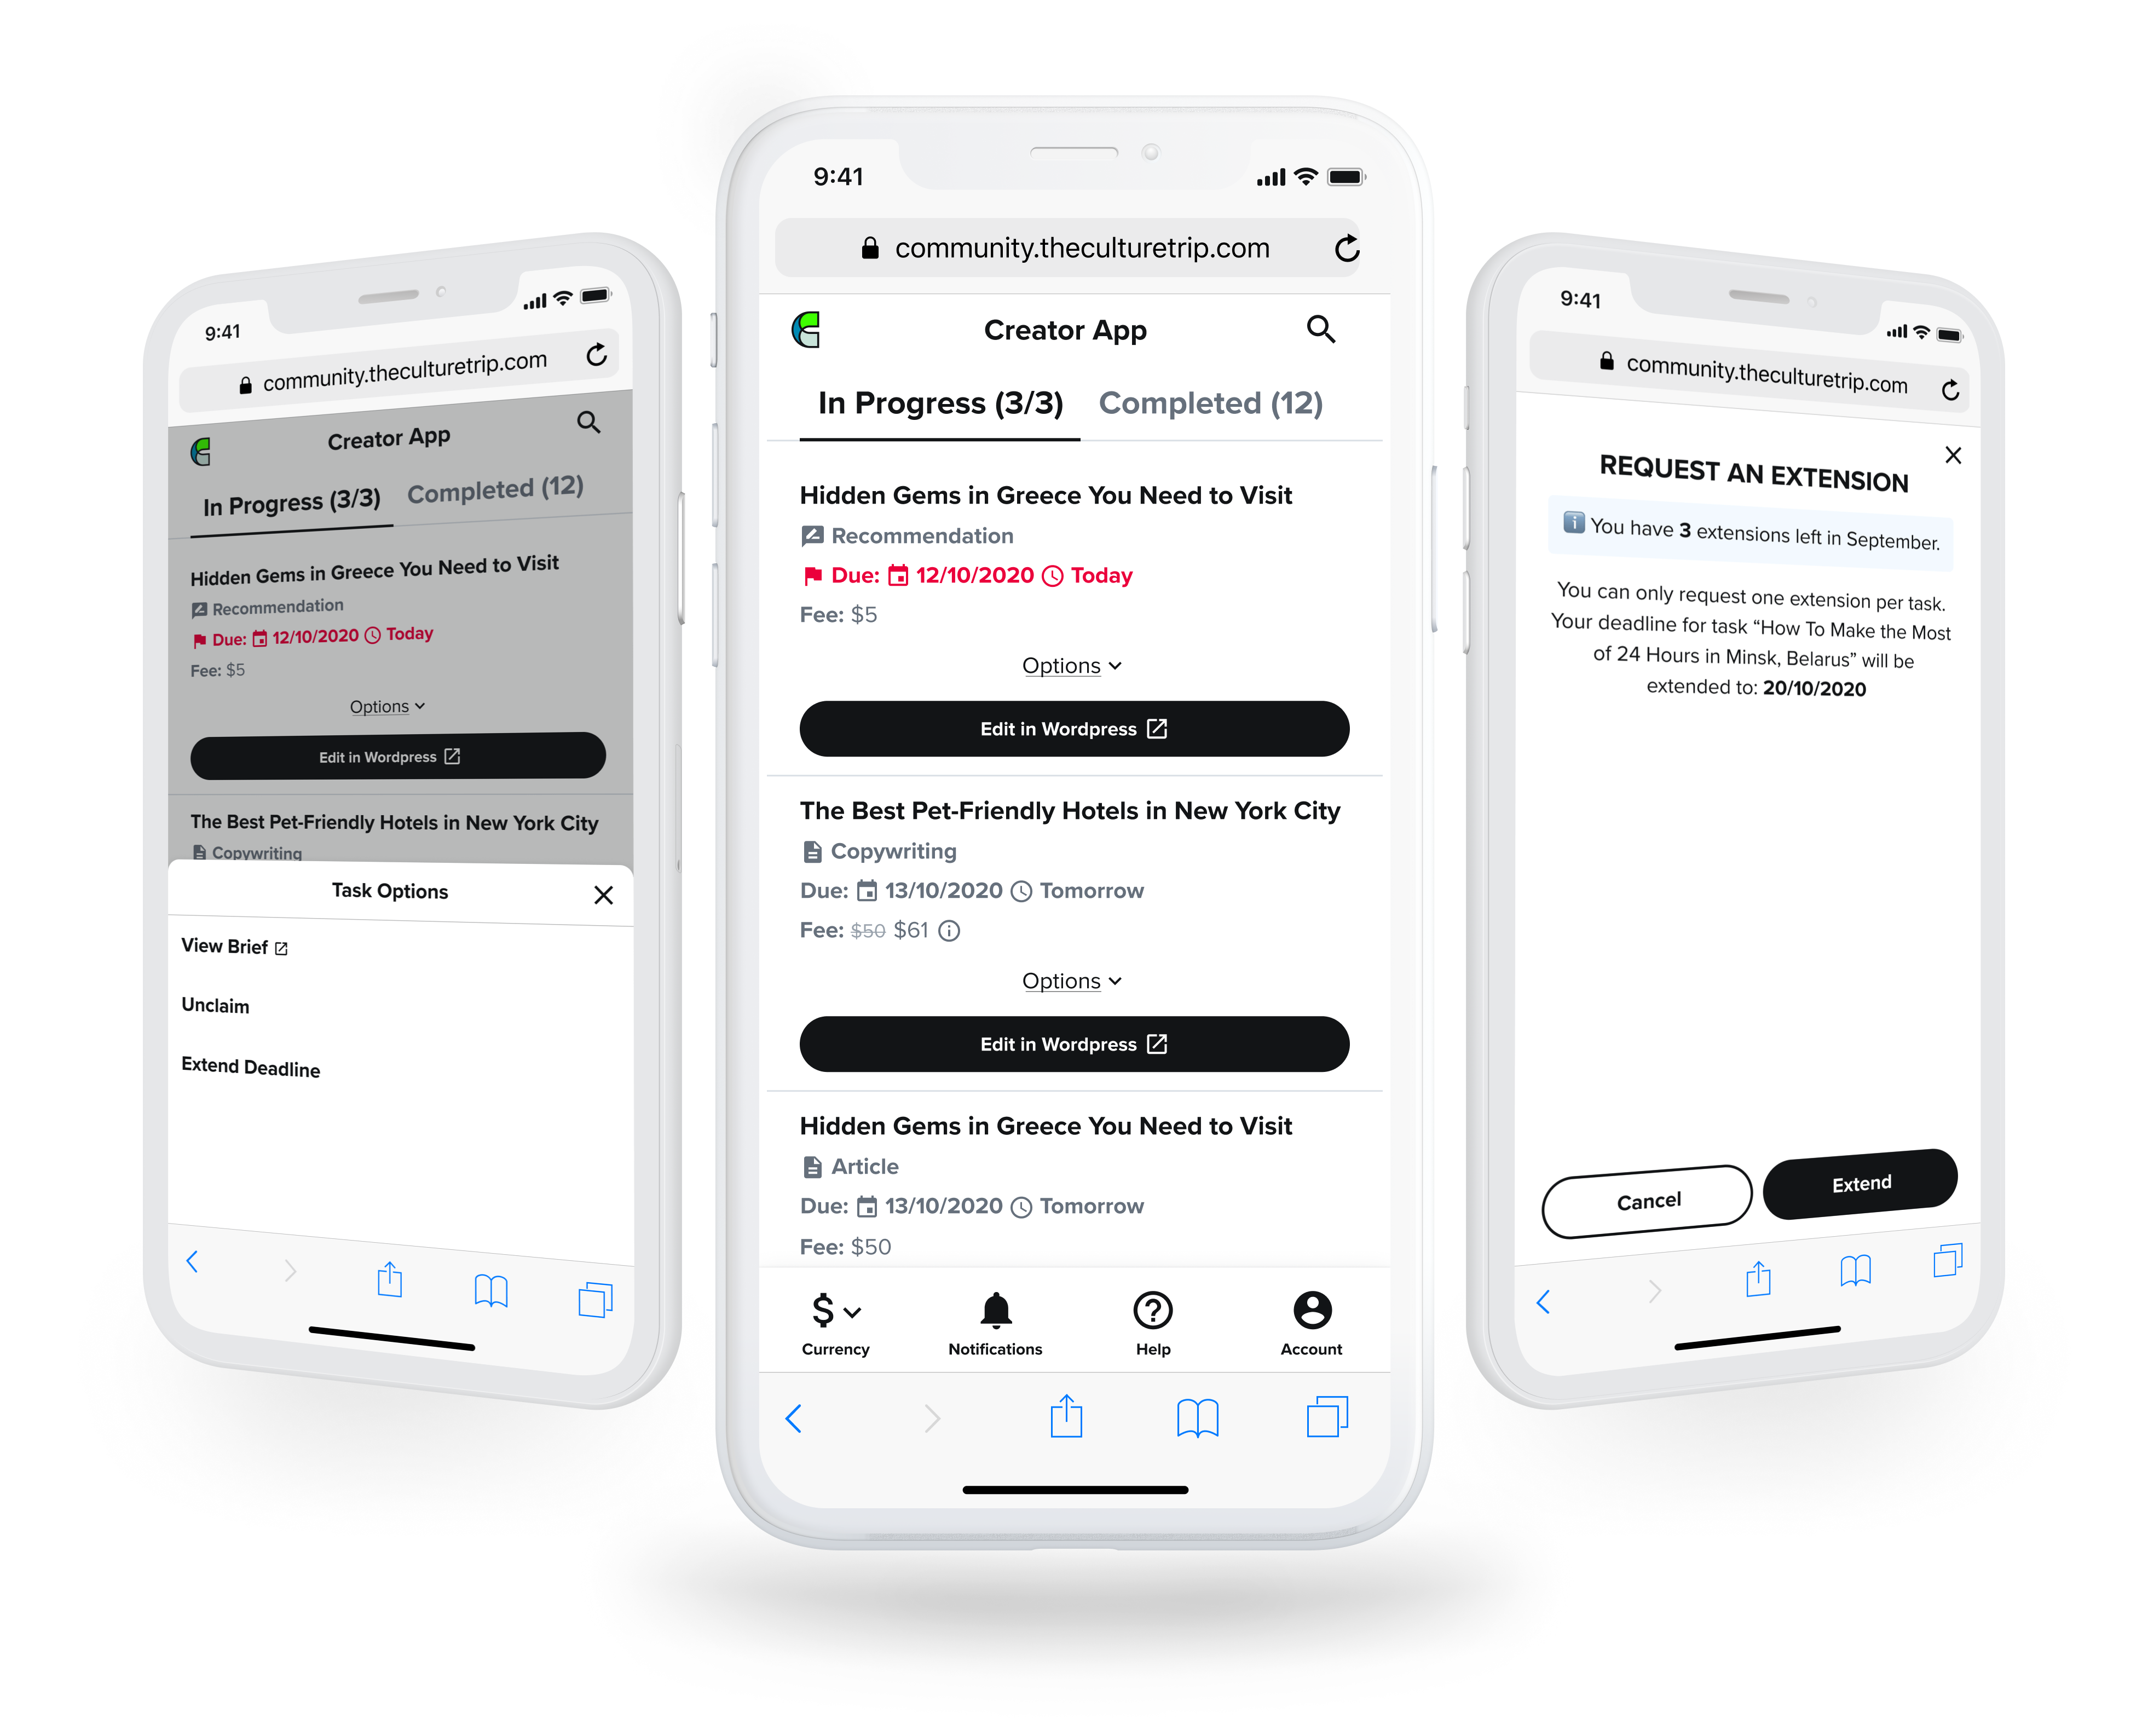 9:41
community.theculturetrip.com
Creator App
In Progress (3/3) Completed (12)
Hidden Gems in Greece You Need to Visit
Recommendation
Due: 12/10/2020 Today
Fee: $5
Options
Edit in Wordpress
The Best Pet-Friendly Hotels in New York City
Copywriting
Task Options
View Brief
Unclaim
Extend Deadline
9:41
community.theculturetrip.com
Creator App
In Progress (3/3) Completed (12)
Hidden Gems in Greece You Need to Visit
Recommendation
Due: 12/10/2020 Today
Fee: $5
Options
Edit in Wordpress
The Best Pet-Friendly Hotels in New York City
Copywriting
Due: 13/10/2020 Tomorrow
Fee: $50 $61
Options
Edit in Wordpress
Hidden Gems in Greece You Need to Visit
Article
Due: 13/10/2020 Tomorrow
Fee: $50
$
Currency Notifications Help Account
9:41
community.theculturetrip.com
REQUEST AN EXTENSION
You have 3 extensions left in September.
You can only request one extension per task.
Your deadline for task “How To Make the Most
of 24 Hours in Minsk, Belarus” will be
extended to: 20/10/2020
Cancel Extend